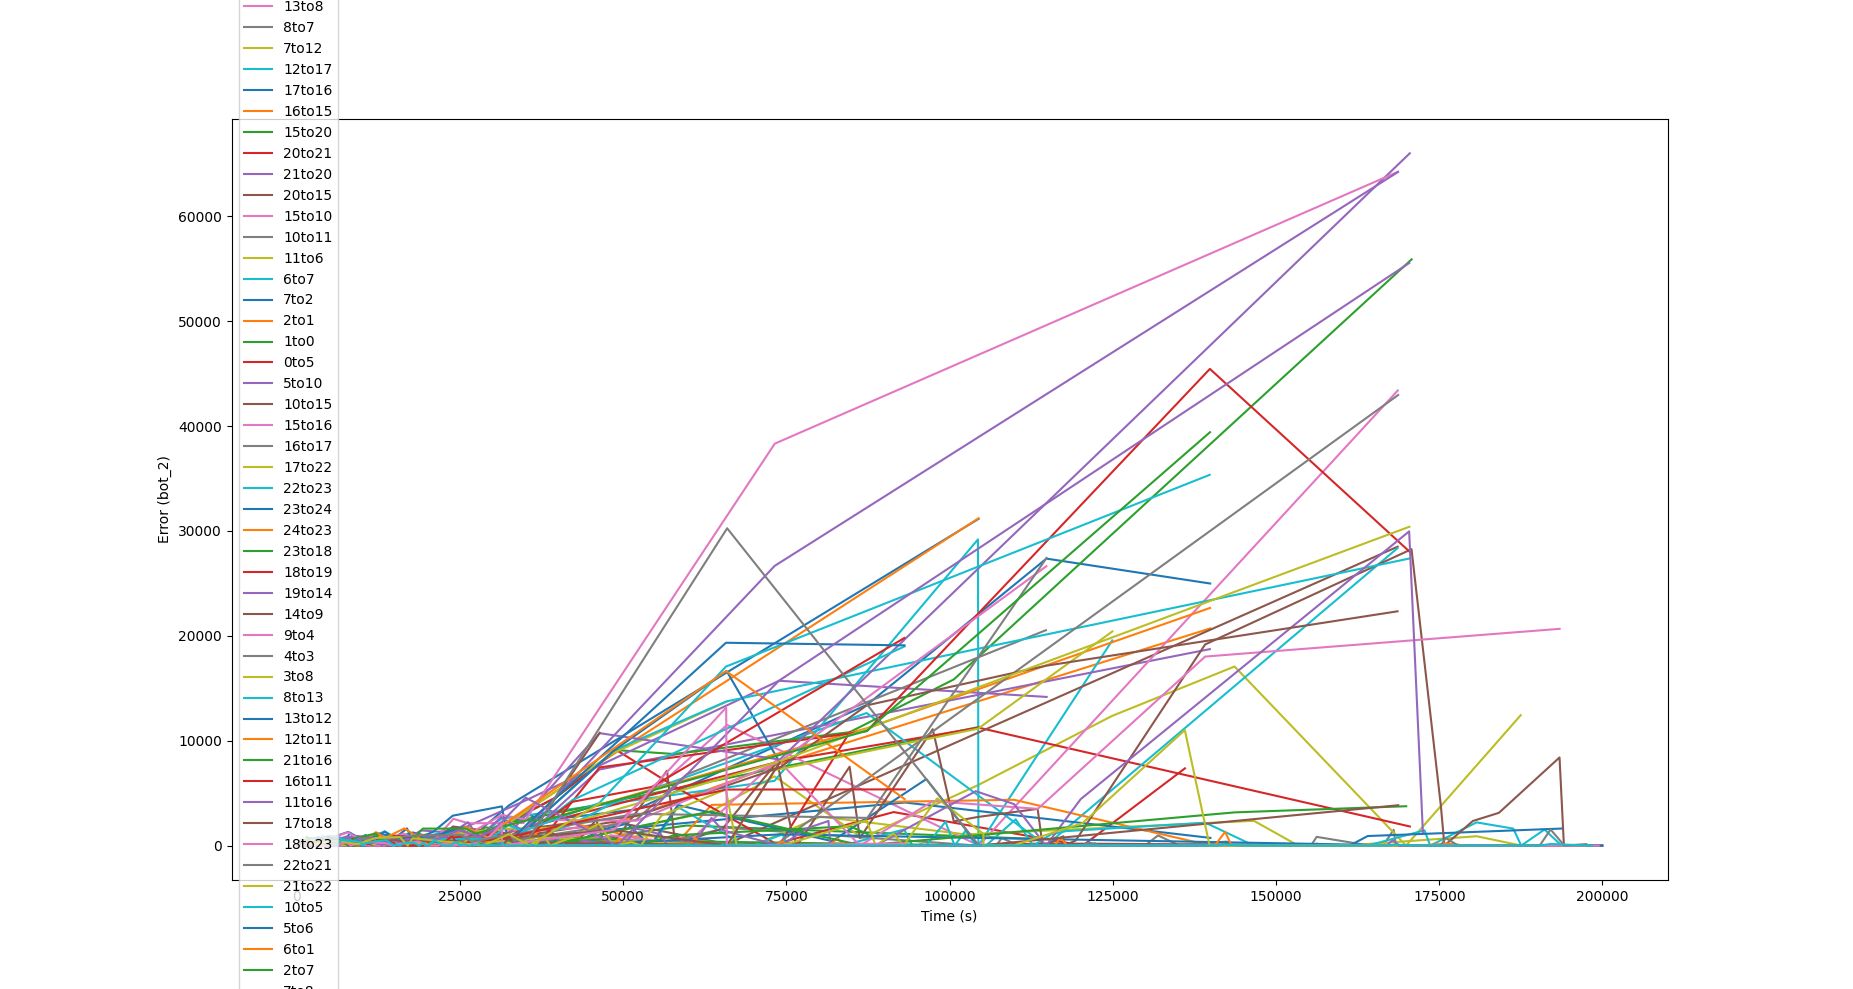 13to8
8to7
7to12
12to17
17to16
16to15
15to20
20to21
21to20
20to15
15to10
10to11
11to6
6to7
7to2
2to1
1to0
0to5
5to10
10to15
15to16
16to17
17to22
22to23
23to24
24to23
23to18
18to19
19to14
14to9
9to4
4to3
3to8
8to13
13to12
12to11
21to16
16to11
11to16
17to18
18to23
22to21
21to22
10to5
5to6
6to1
2to7
60000
50000
40000
30000
20000
10000
0
Error (bot_2)
0
25000
50000
75000
100000
125000
150000
175000
200000
Time (s)